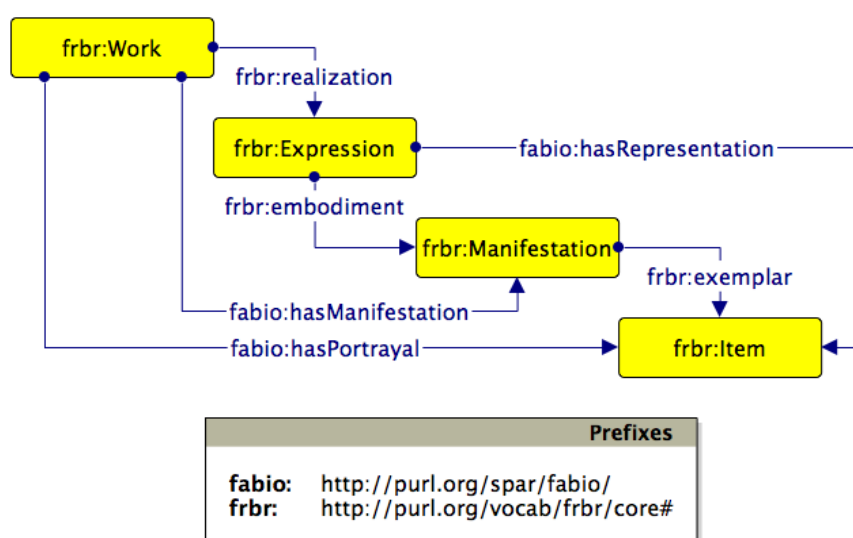 frbr:Work
frbr:realization
frbr:Expression
fabio:hasRepresentation
frbr:embodiment
frbr:Manifestation
frbr:exemplar
fabio:hasManifestation
fabio:hasPortrayal
frbr:Item
Prefixes
fabio: http://purl.org/spar/fabio/
frbr: http://purl.org/vocab/frbr/core#